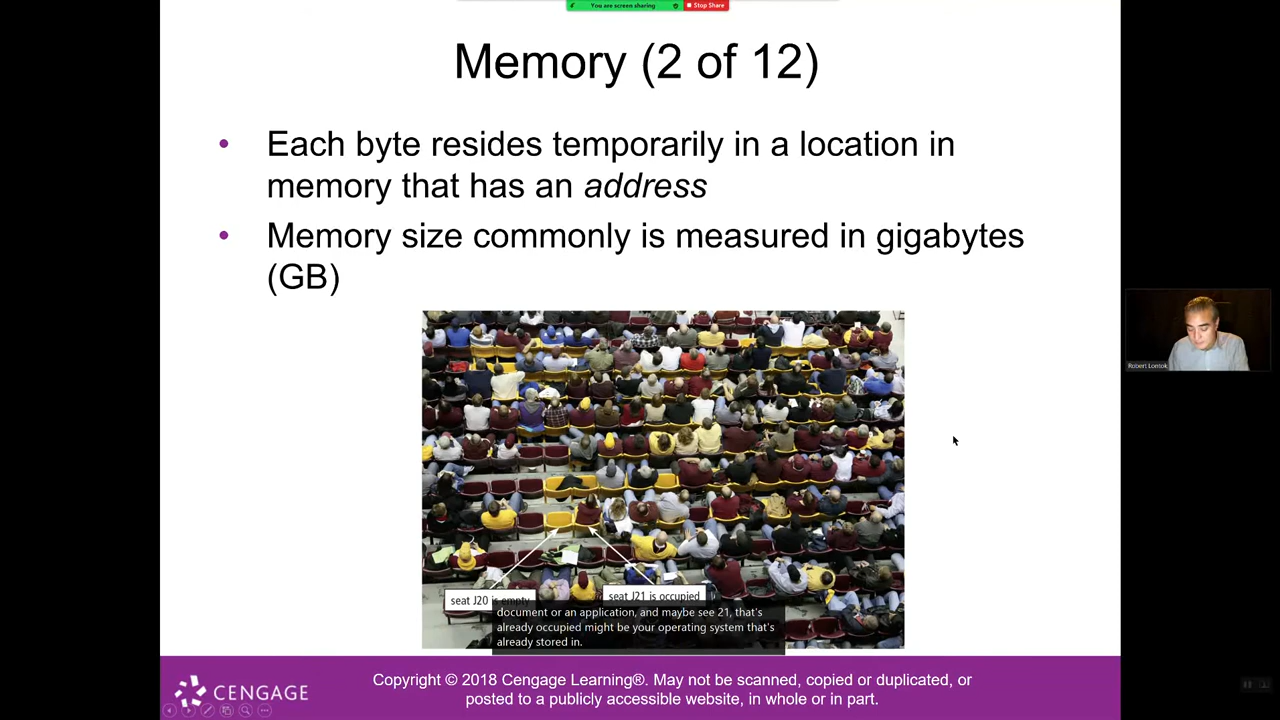 You are screen sharing
Stop Share
Memory (2 of 12)
• Each byte resides temporarily in a location in
memory that has an address
• Memory size commonly is measured in gigabytes
(GB)
Robert Lontok
seat J20 is empty
seat J21 is occupied
document or an application, and maybe see 21, that's
already occupied might be your operating system that's
already stored in.
CENGAGE
Copyright © 2018 Cengage Learning®. May not be scanned, copied or duplicated, or
posted to a publicly accessible website, in whole or in part.